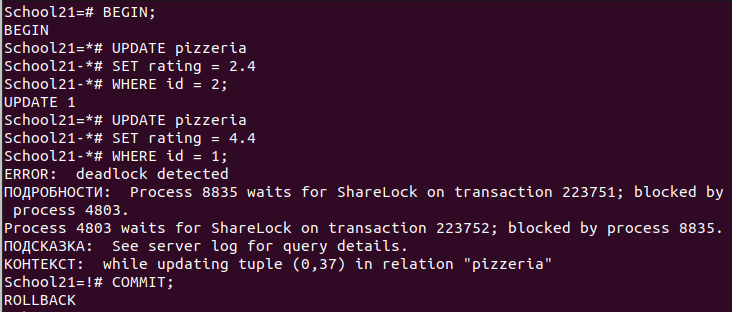 School21=# BEGIN;
BEGIN
School21=*# UPDATE pizzeria
School21-*# SET rating = 2.4
School21-*# WHERE id = 2;
UPDATE 1
School21=*# UPDATE pizzeria
School21-*# SET rating = 4.4
School21-*# WHERE id = 1;
ERROR:  deadlock detected
ПОДРОБНОСТИ:  Process 8835 waits for ShareLock on transaction 223751; blocked by
 process 4803.
Process 4803 waits for ShareLock on transaction 223752; blocked by process 8835.
ПОДСКАЗКА:  See server log for query details.
КОНТЕКСТ:  while updating tuple (0,37) in relation "pizzeria"
School21=!# COMMIT;
ROLLBACK